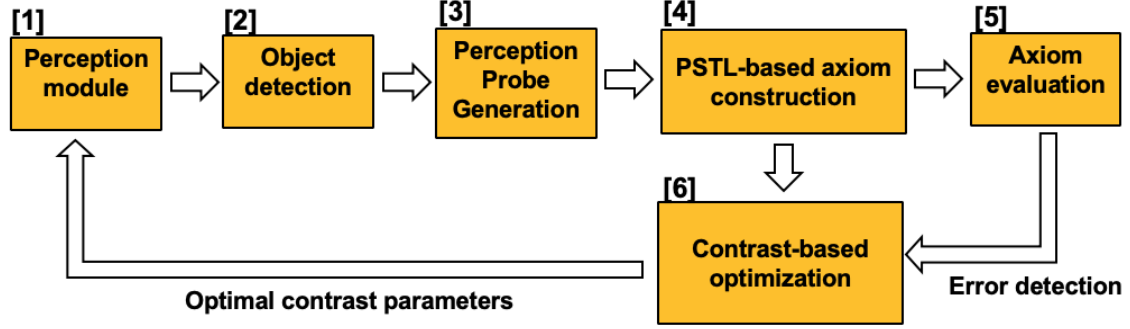 [1]
Perception
module
[2]
Object
detection
[3]
Perception
Probe
Generation
[4]
PSTL-based axiom
construction
[5]
Axiom
evaluation
[6]
Contrast-based
optimization
Error detection
Optimal contrast parameters